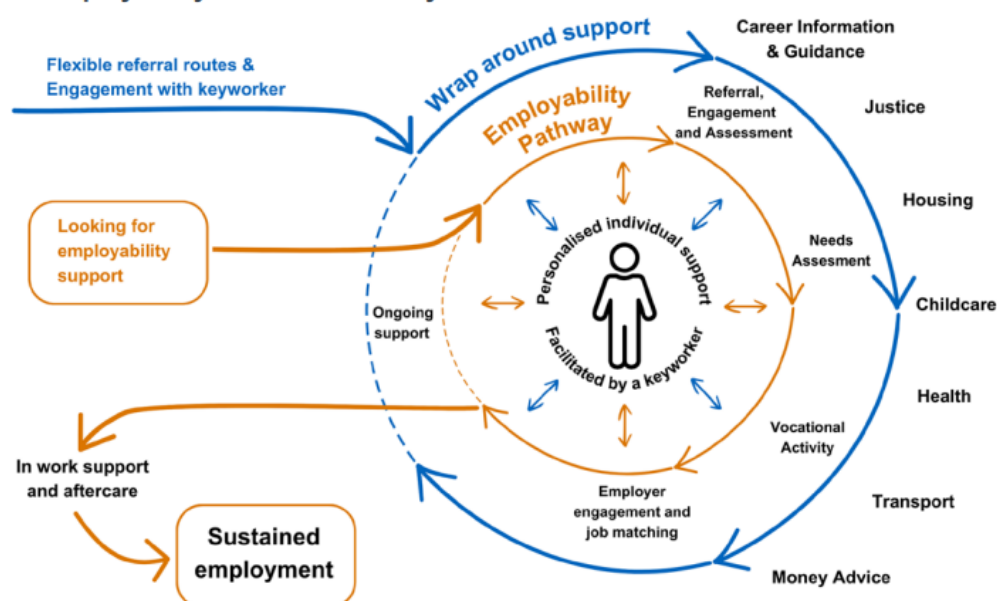 Flexible referral routes &
Engagement with keyworker
Wrap around support
Employability
Pathway
Career Information
& Guidance
Referral,
Engagement
and Assessment
Justice
Looking for
employability
support
Housing
Needs
Assesment
Personalised individual support
Facilitated by a keyworker
Ongoing
support
Childcare
Health
Vocational
Activity
In work support
and aftercare
Employer
engagement and
job matching
Transport
Sustained
employment
Money Advice